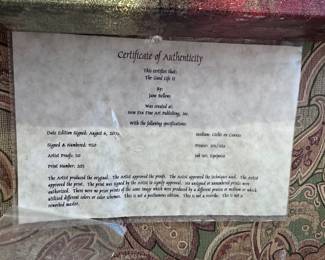 Certificate of Authenticity
This certifies that:
The Good Life II
By:
Jane Bellows
Was created at:
New Era Fine Art Publishing, Inc.
With the following specifications:
Date Edition Signed: August 6, Medium: Giclee on Canvas
Signed & Numbered:
Artist Proofs: Ink Set: Equipoise
Print Number:
The Artist produced the original. The Artist approved the proofs. The Artist approved the technique used. The Artist
approved the print. The print was signed by the Artist to signify approval. No unsigned or unnumbered prints were
authorized. There were no prior prints of the same image which were produced by a different process or medium or which
utilized different colors or color schemes. This is not a posthumous edition. This is not a restrike. This is not a
reworked master.